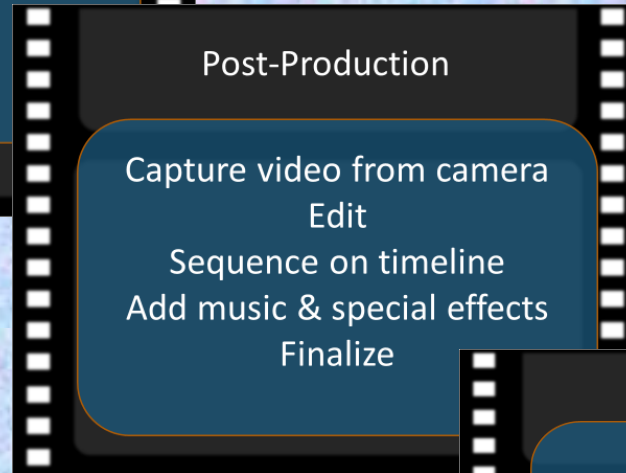 Post-Production
Capture video from camera
Edit
Sequence on timeline
Add music & special effects
Finalize